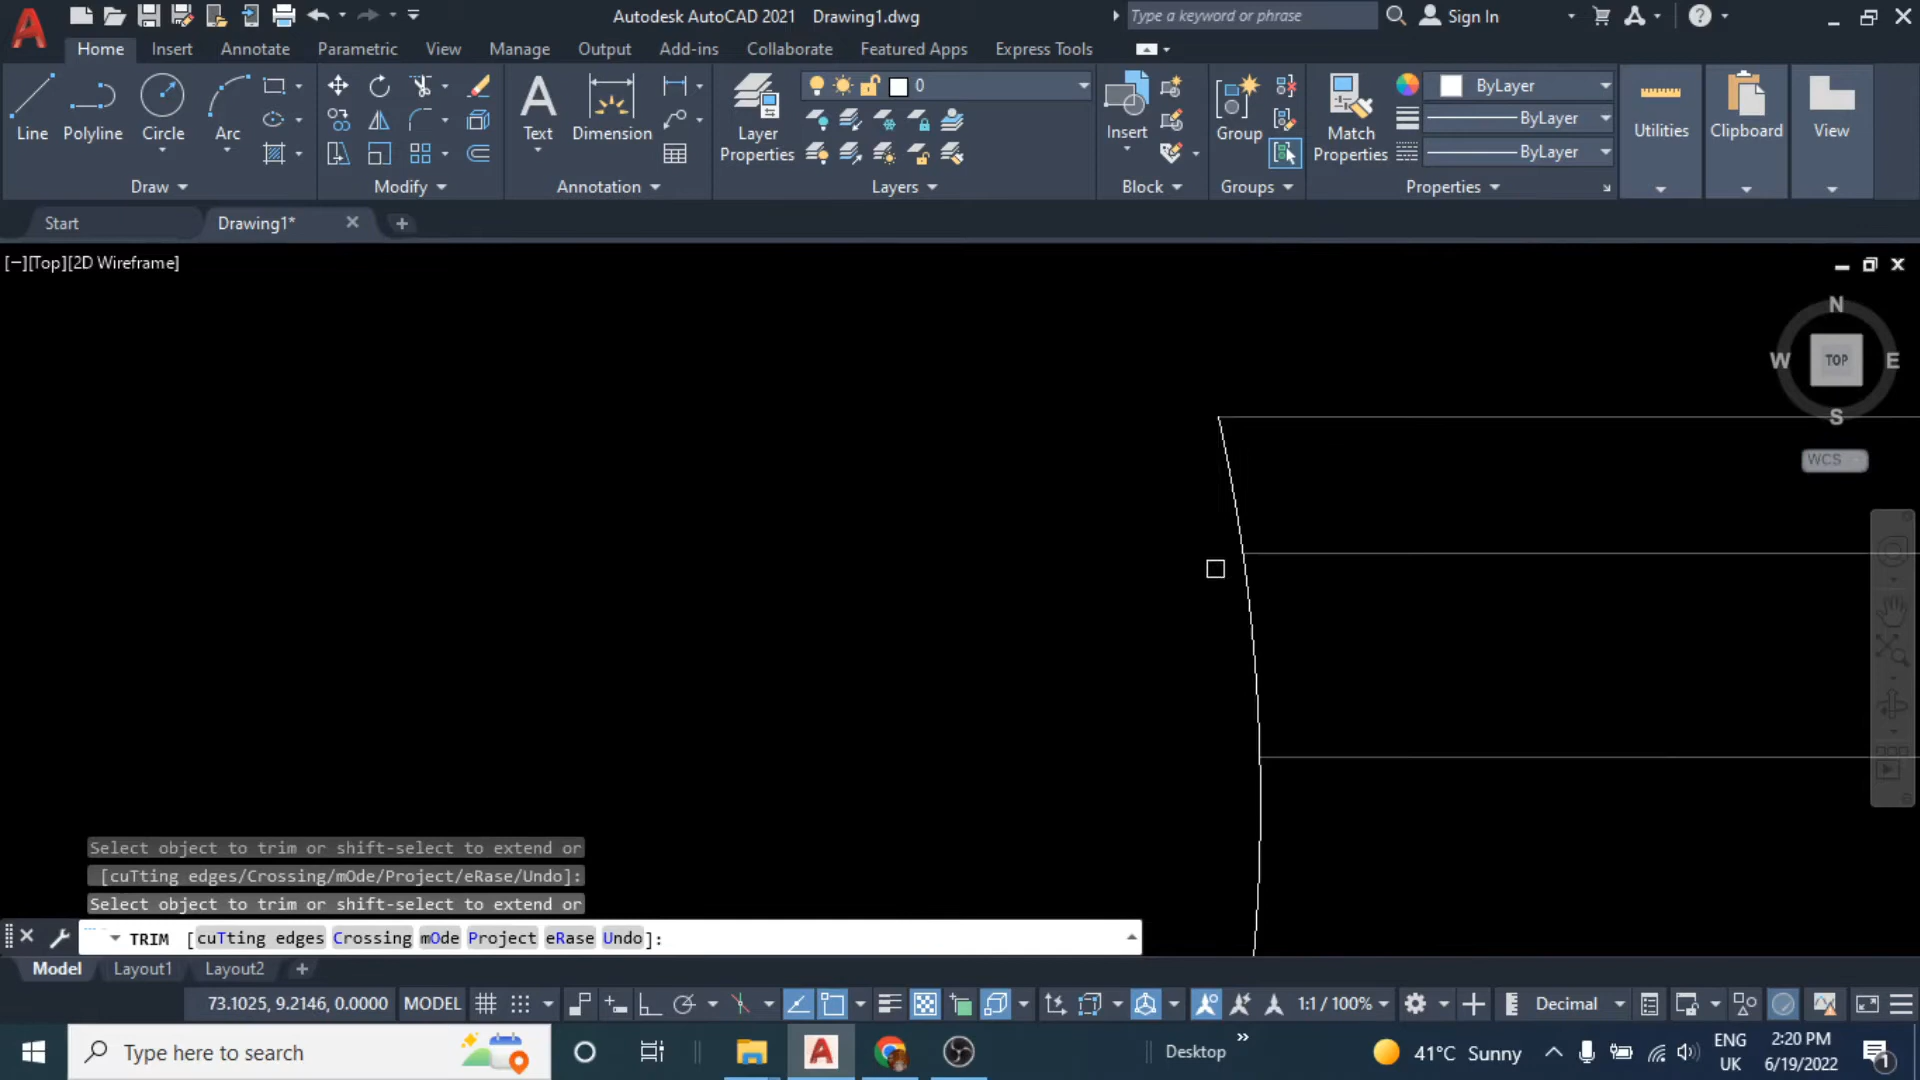 Autodesk AutoCAD 2021 Drawing1.dwg
Type a keyword or phrase
Sign In
Home Insert Annotate Parametric View Manage Output Add-ins Collaborate Featured Apps Express Tools
0
ByLayer
ByLayer
ByLayer
Line Polyline Circle Arc
Text Dimension
Layer Properties
Insert
Group
Match Properties
Utilities Clipboard View
Draw Modify Annotation Layers Block Groups Properties
Start Drawing1*
[−][Top][2D Wireframe]
N
W TOP E
S
WCS
Select object to trim or shift-select to extend or
[cuTting edges/Crossing/mOde/Project/eRase/Undo]:
Select object to trim or shift-select to extend or
TRIM [cuTting edges Crossing mOde Project eRase Undo]:
Model Layout1 Layout2
73.1025, 9.2146, 0.0000 MODEL 1:1 / 100% Decimal
Type here to search
Desktop
41°C Sunny
ENG
UK
2:20 PM
6/19/2022
1